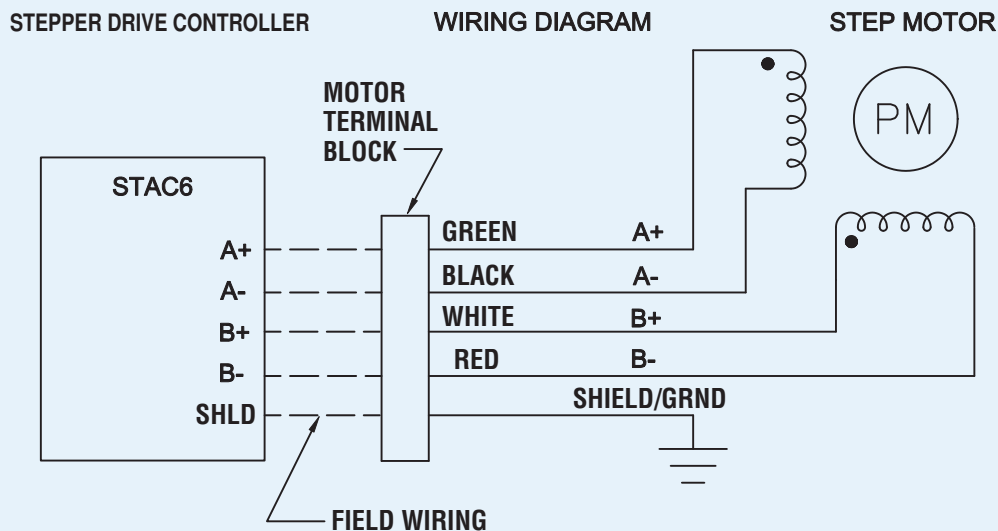 STEPPER DRIVE CONTROLLER
WIRING DIAGRAM
STEP MOTOR
MOTOR
TERMINAL
BLOCK
PM
STAC6
A+
GREEN
A+
A-
BLACK
A-
B+
WHITE
B+
B-
RED
B-
SHLD
SHIELD/GRND
FIELD WIRING